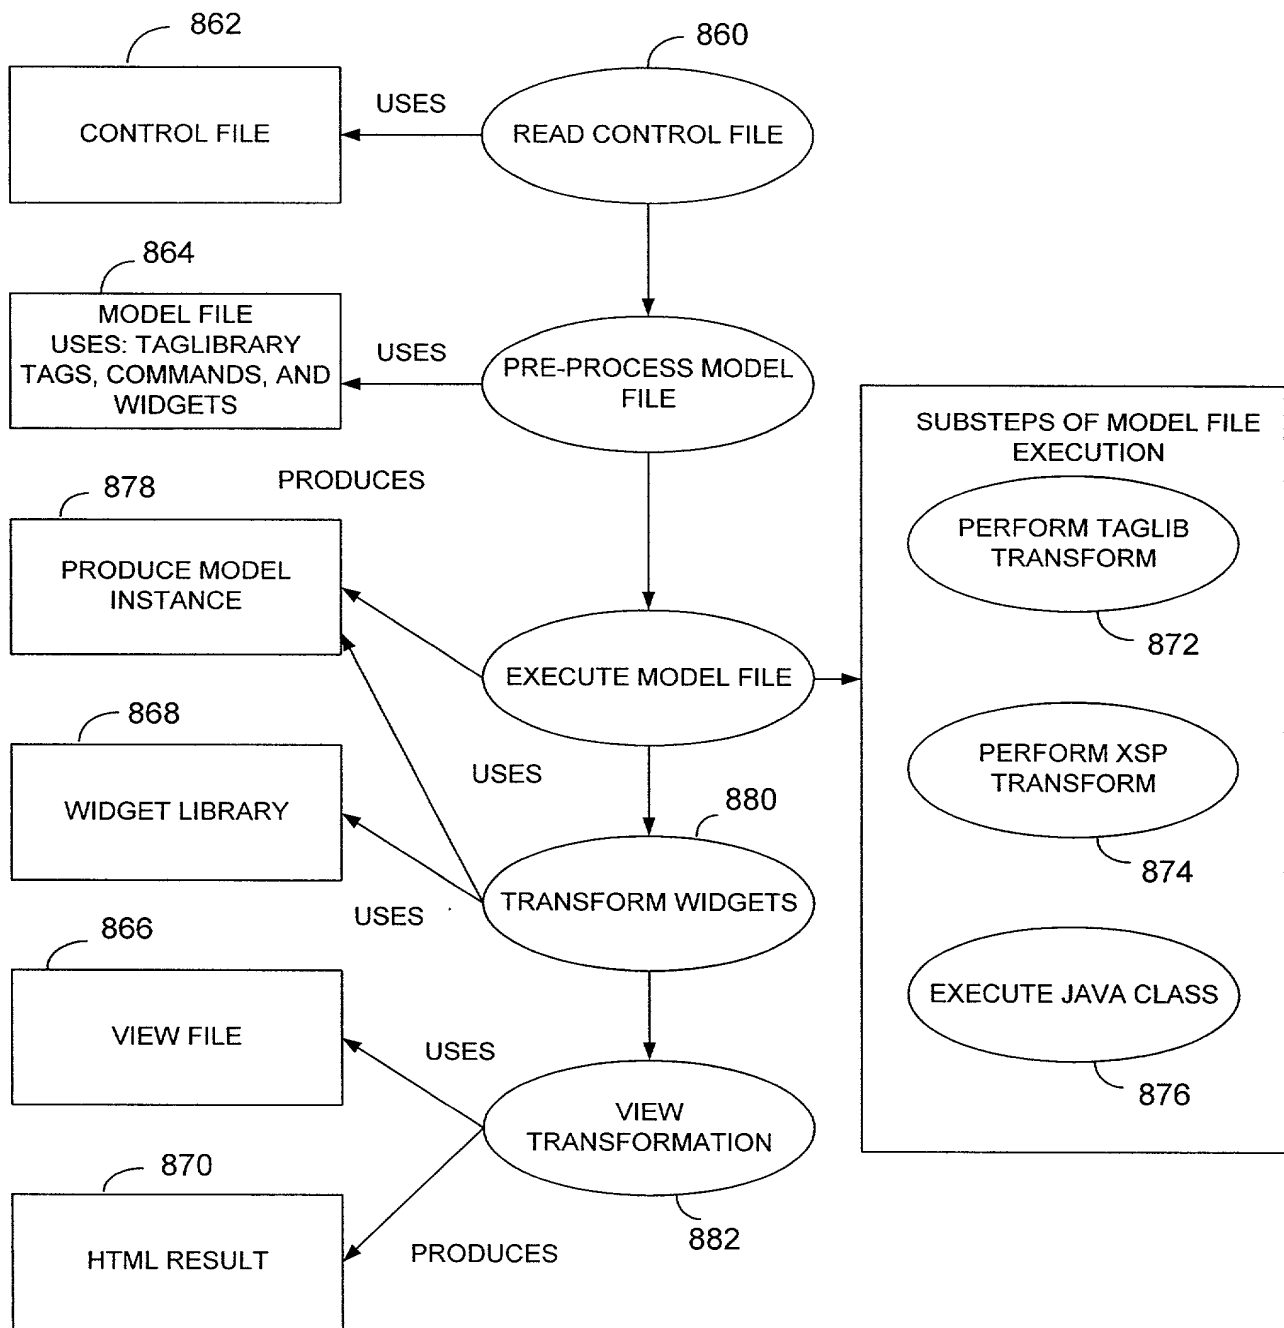 862
860
CONTROL FILE
USES
READ CONTROL FILE
864
MODEL FILE
USES: TAGLIBRARY
TAGS, COMMANDS, AND
WIDGETS
USES
PRE-PROCESS MODEL
FILE
SUBSTEPS OF MODEL FILE
EXECUTION
PRODUCES
878
PRODUCE MODEL
INSTANCE
PERFORM TAGLIB
TRANSFORM
872
EXECUTE MODEL FILE
868
WIDGET LIBRARY
USES
880
PERFORM XSP
TRANSFORM
874
TRANSFORM WIDGETS
USES
866
VIEW FILE
USES
EXECUTE JAVA CLASS
876
VIEW
TRANSFORMATION
882
870
HTML RESULT
PRODUCES